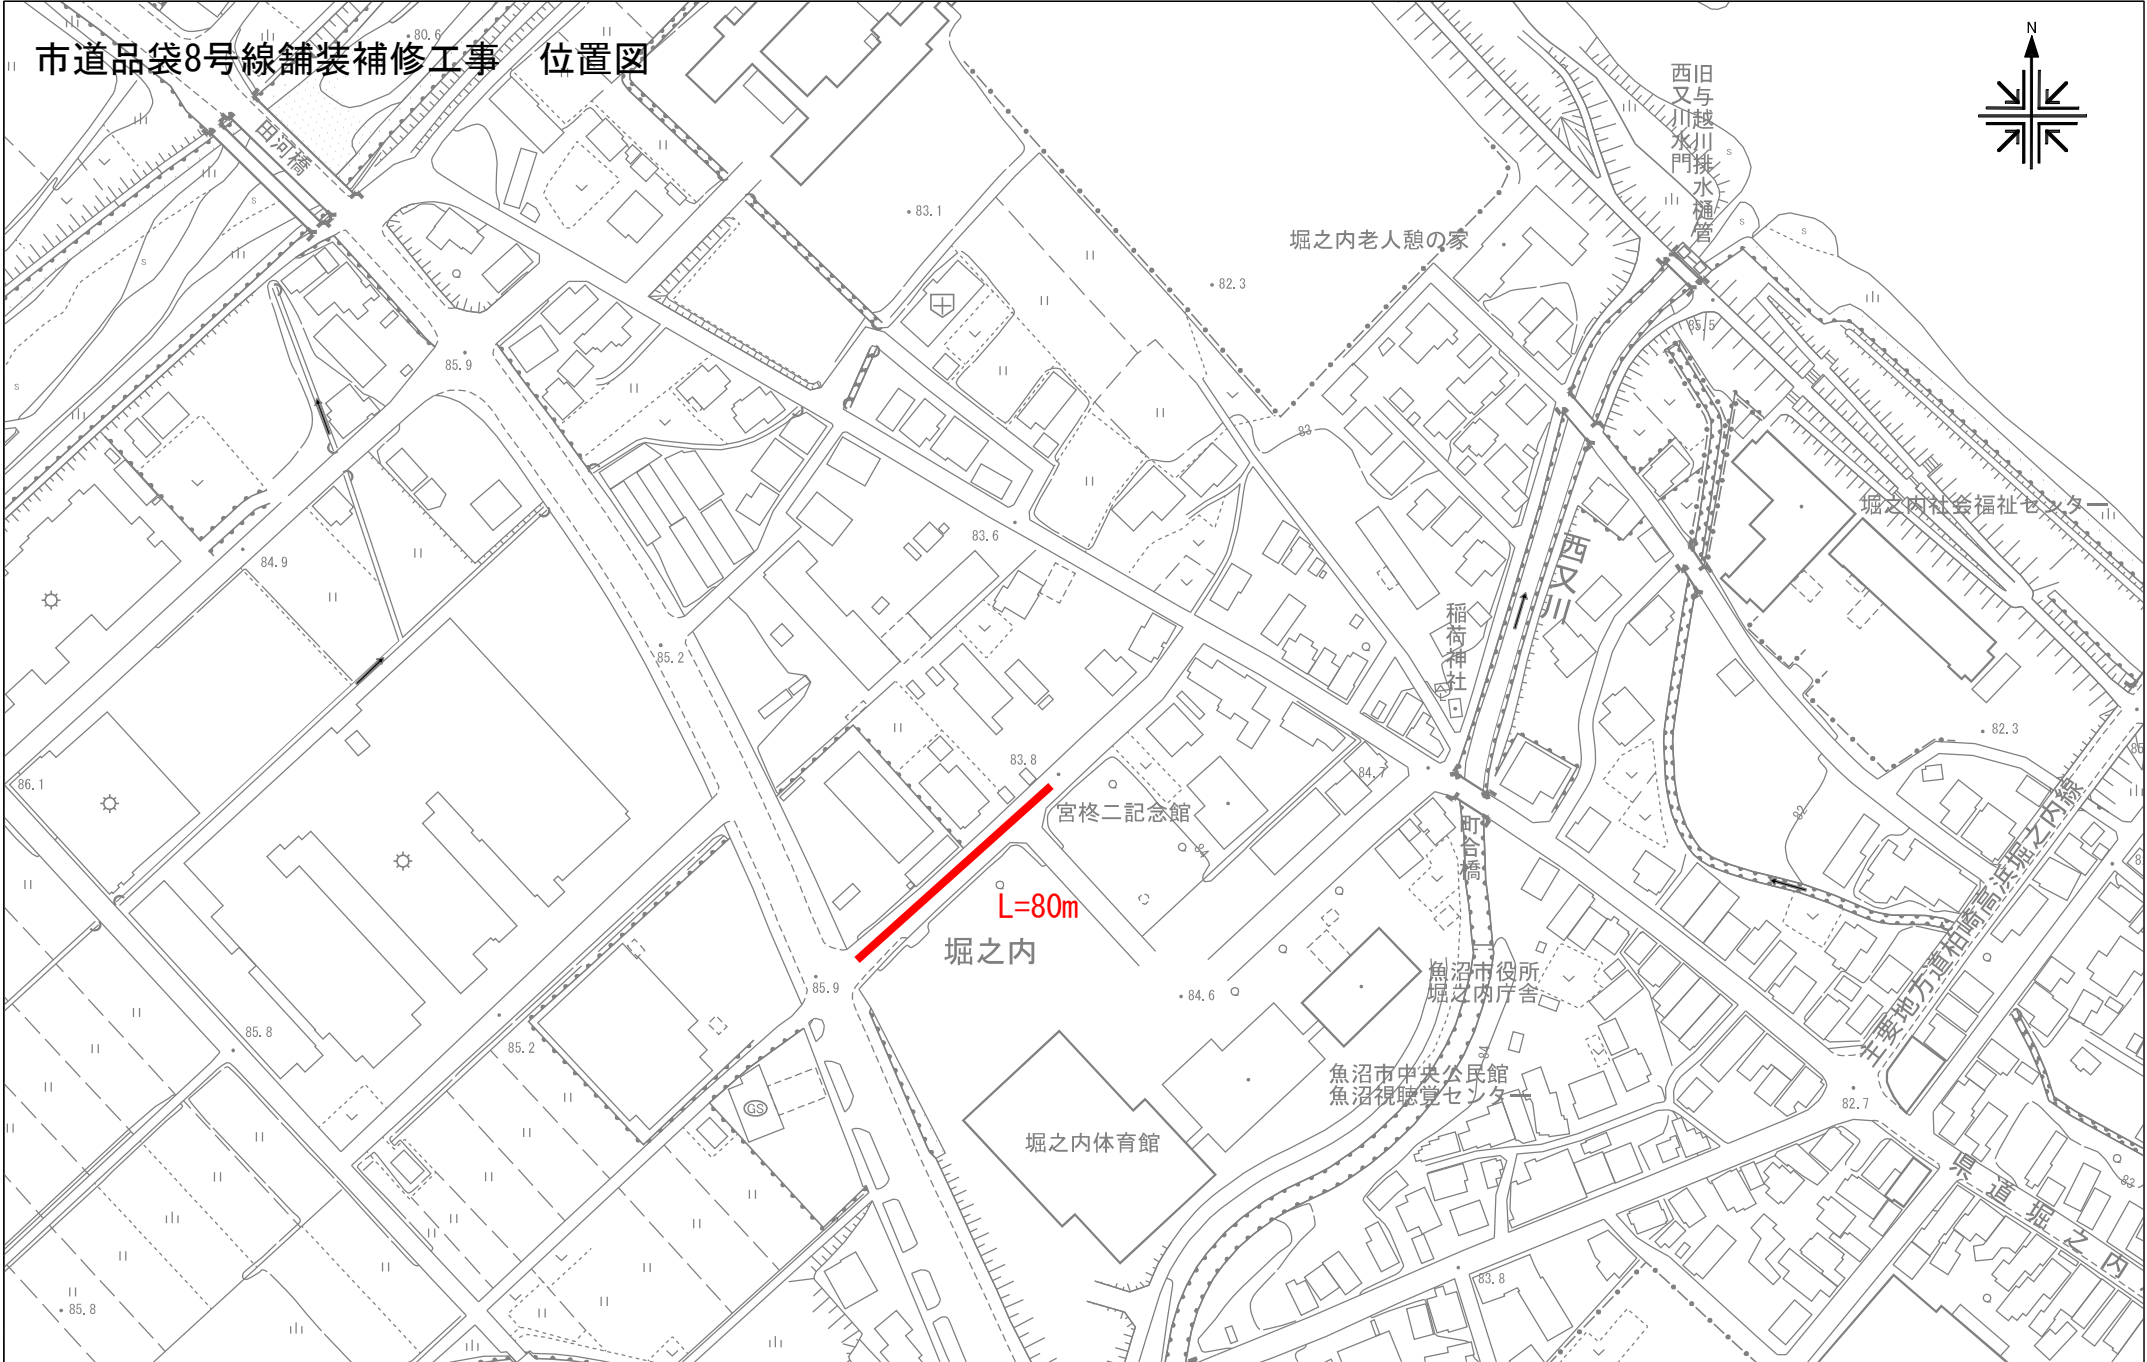 市道品袋8号線舗装補修工事　位置図
N
80.6
田河橋
西又川水門
旧与越川排水樋管
83.1
堀之内老人憩の家
82.3
85.5
85.9
83
堀之内社会福祉センター
83.6
西又川
84.9
稲荷神社
85.2
82.3
83.8
84.7
86.1
宮柊二記念館
町合橋
82
84
L=80m
堀之内
主要地方道柏崎高浜堀之内線
魚沼市役所
堀之内庁舎
85.9
84.6
85.8
85.2
84
魚沼市中央公民館
魚沼視聴覚センター
GS
82.7
堀之内体育館
県道堀之内
83
83.8
85.8